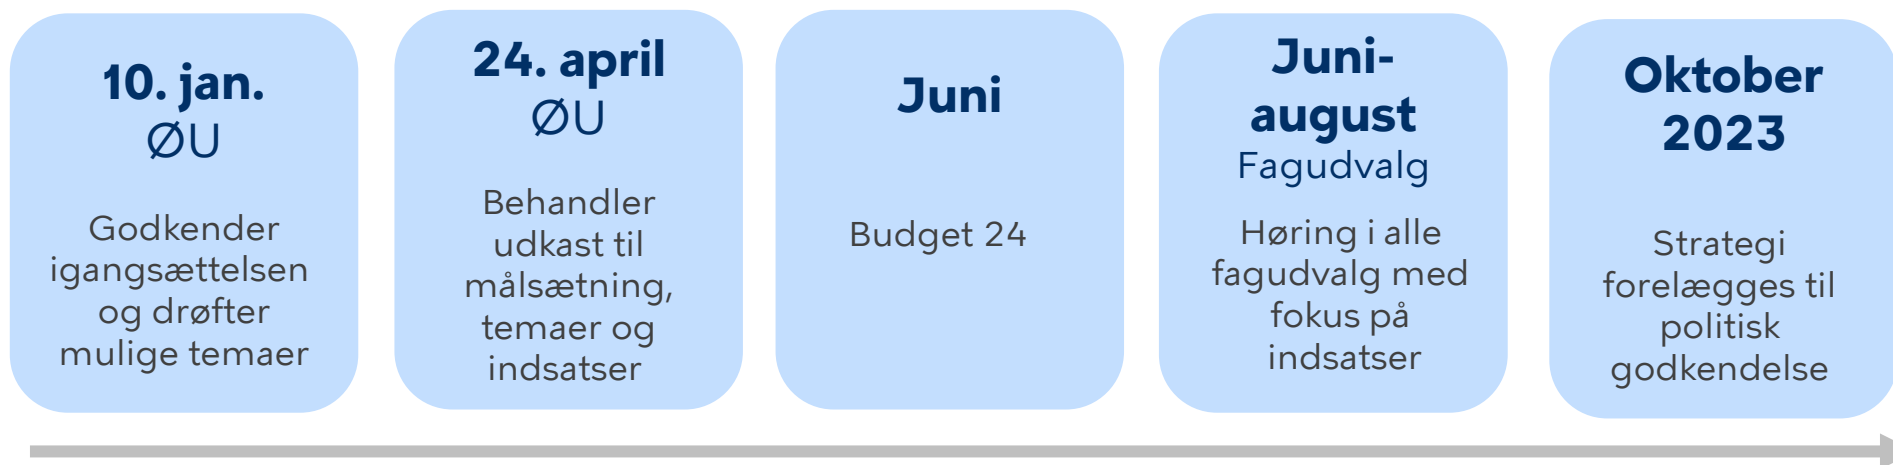 10. jan.
ØU
Godkender
igangsættelsen
og drøfter
mulige temaer
24. april
ØU
Behandler
udkast til
målsætning,
temaer og
indsatser
Juni
Budget 24
Juni-
august
Fagudvalg
Høring i alle
fagudvalg med
fokus på
indsatser
Oktober
2023
Strategi
forelægges til
politisk
godkendelse